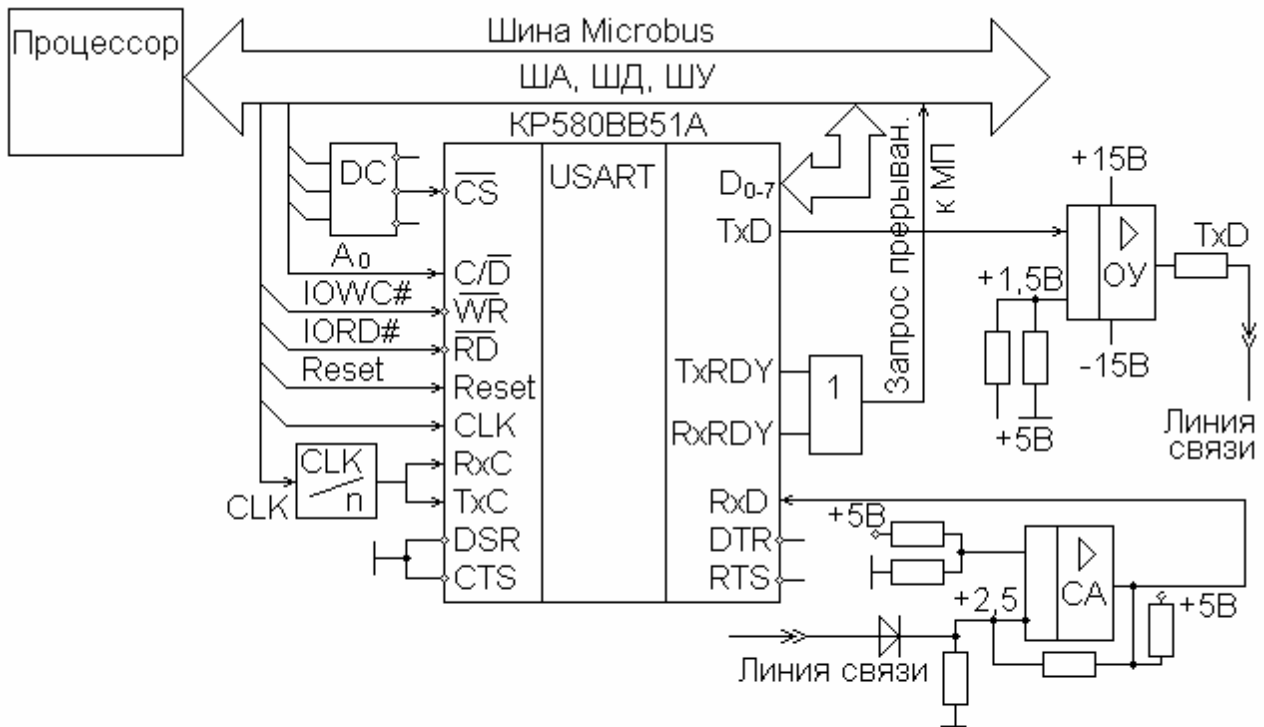 Процессор
Шина Microbus
ША, ШД, ШУ
КР580ВВ51А
DC
CS
USART
D0-7
TxD
Запрос прерыван.
к МП
+15В
TxD
A0
C/D
+1,5В
ОУ
IOWC#
WR
IORD#
RD
-15В
Reset
Reset
TxRDY
1
CLK
RxRDY
+5В
Линия
связи
CLK
n
RxC
CLK
TxC
RxD
+5В
DSR
DTR
CTS
RTS
+2,5
СА
+5В
Линия связи